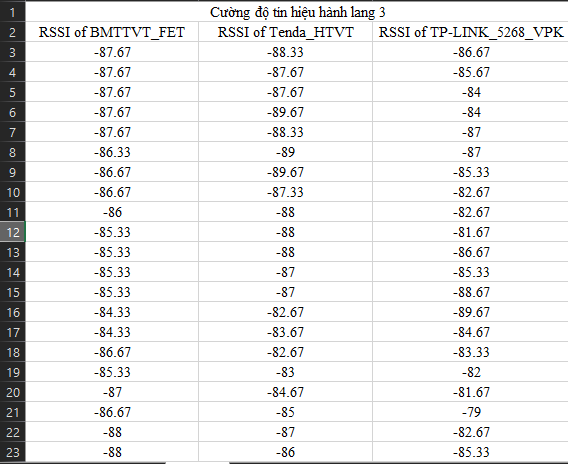 1 Cường độ tín hiệu hành lang 3
2 RSSI of BMTTVT_FET RSSI of Tenda_HTVT RSSI of TP-LINK_5268_VPK
3 -87.67 -88.33 -86.67
4 -87.67 -87.67 -85.67
5 -87.67 -87.67 -84
6 -87.67 -89.67 -84
7 -87.67 -88.33 -87
8 -86.33 -89 -87
9 -86.67 -89.67 -85.33
10 -86.67 -87.33 -82.67
11 -86 -88 -82.67
12 -85.33 -88 -81.67
13 -85.33 -88 -86.67
14 -85.33 -87 -85.33
15 -85.33 -87 -88.67
16 -84.33 -82.67 -89.67
17 -84.33 -83.67 -84.67
18 -86.67 -82.67 -83.33
19 -85.33 -83 -82
20 -87 -84.67 -81.67
21 -86.67 -85 -79
22 -88 -87 -82.67
23 -88 -86 -85.33